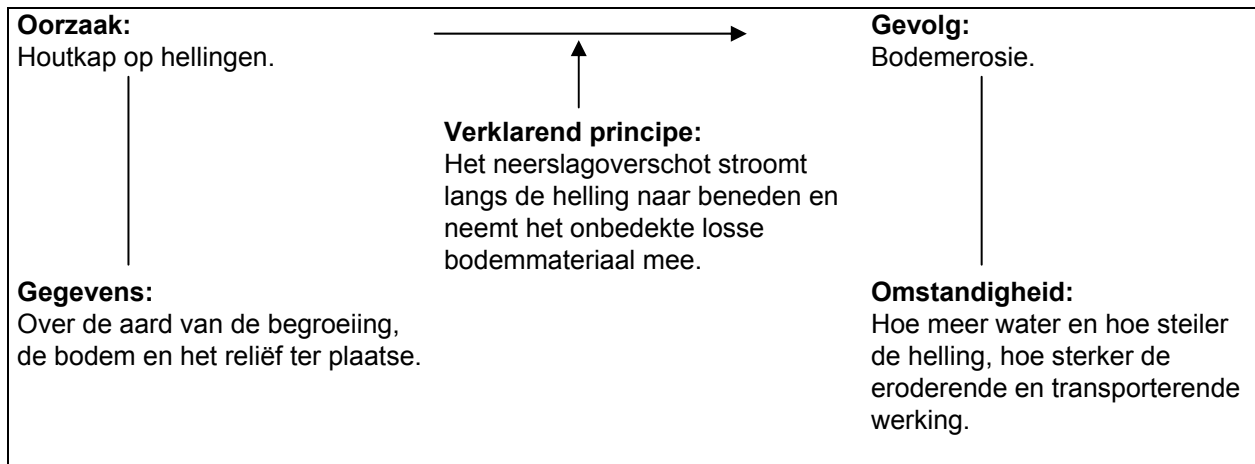 Oorzaak:
Houtkap op hellingen.
Gevolg:
Bodemerosie.
Verklarend principe:
Het neerslagoverschot stroomt
langs de helling naar beneden en
neemt het onbedekte losse
bodemmateriaal mee.
Gegevens:
Over de aard van de begroeiing,
de bodem en het reliëf ter plaatse.
Omstandigheid:
Hoe meer water en hoe steiler
de helling, hoe sterker de
eroderende en transporterende
werking.